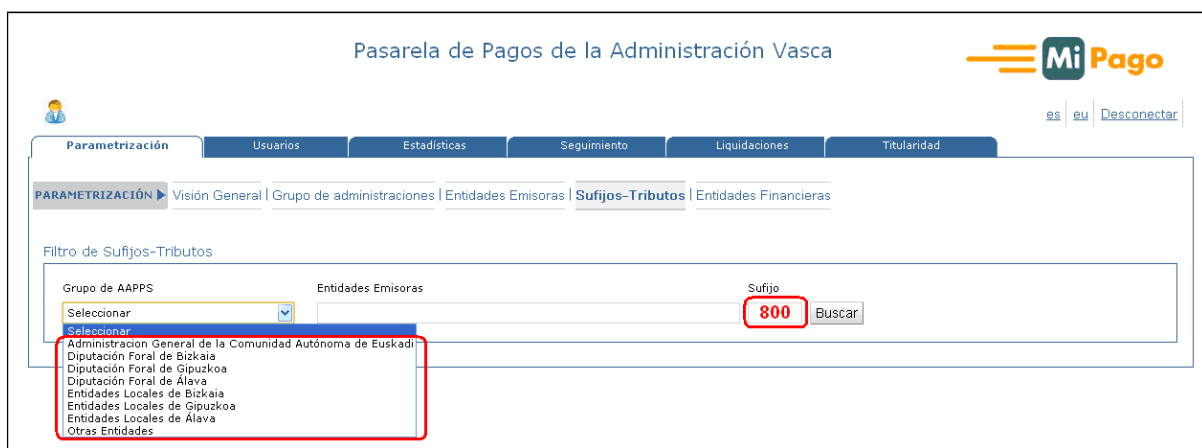 Pasarela de Pagos de la Administración Vasca
Mi Pago
es eu Desconectar
Parametrización Usuarios Estadísticas Seguimiento Liquidaciones Titularidad
PARAMETRIZACIÓN Visión General | Grupo de administraciones | Entidades Emisoras | Sufijos-Tributos | Entidades Financieras
Filtro de Sufijos-Tributos
Grupo de AAPPS Entidades Emisoras Sufijo
Seleccionar 800 Buscar
Seleccionar
Administracion General de la Comunidad Autónoma de Euskadi
Diputación Foral de Bizkaia
Diputación Foral de Gipuzkoa
Diputación Foral de Álava
Entidades Locales de Bizkaia
Entidades Locales de Gipuzkoa
Entidades Locales de Álava
Otras Entidades